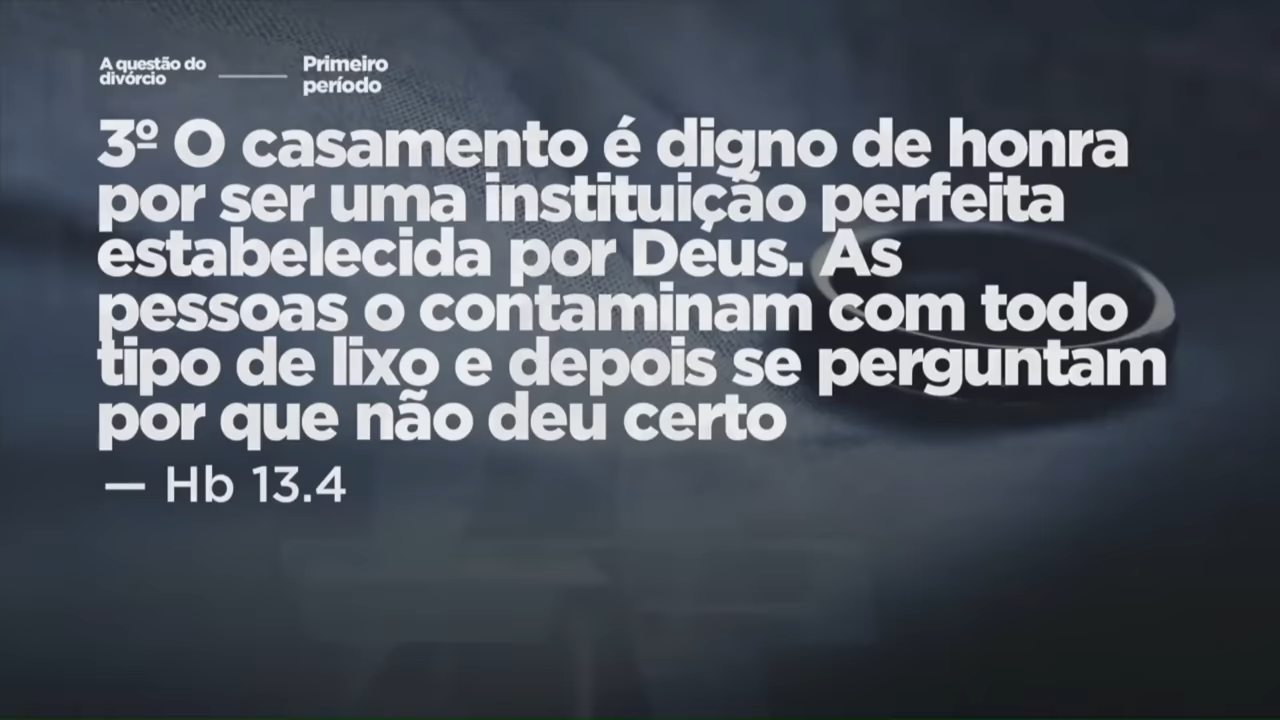 A questão do
divórcio
Primeiro
período
3º O casamento é digno de honra
por ser uma instituição perfeita
estabelecida por Deus. As
pessoas o contaminam com todo
tipo de lixo e depois se perguntam
por que não deu certo
— Hb 13.4